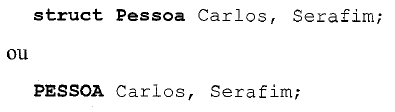 struct Pessoa Carlos, Serafim;
ou
PESSOA Carlos, Serafim;